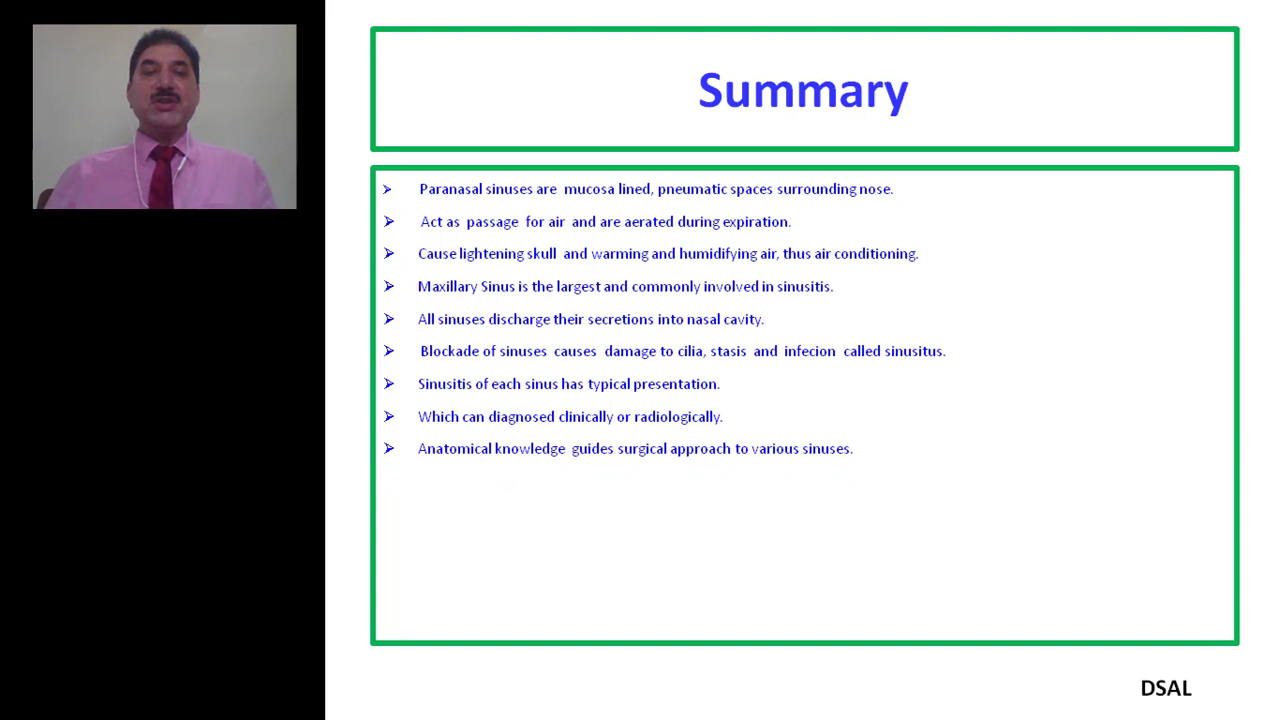 Summary
➢ Paranasal sinuses are mucosa lined, pneumatic spaces surrounding nose.
➢ Act as passage for air and are aerated during expiration.
➢ Cause lightening skull and warming and humidifying air, thus air conditioning.
➢ Maxillary Sinus is the largest and commonly involved in sinusitis.
➢ All sinuses discharge their secretions into nasal cavity.
➢ Blockade of sinuses causes damage to cilia, stasis and infecion called sinusitus.
➢ Sinusitis of each sinus has typical presentation.
➢ Which can diagnosed clinically or radiologically.
➢ Anatomical knowledge guides surgical approach to various sinuses.
DSAL